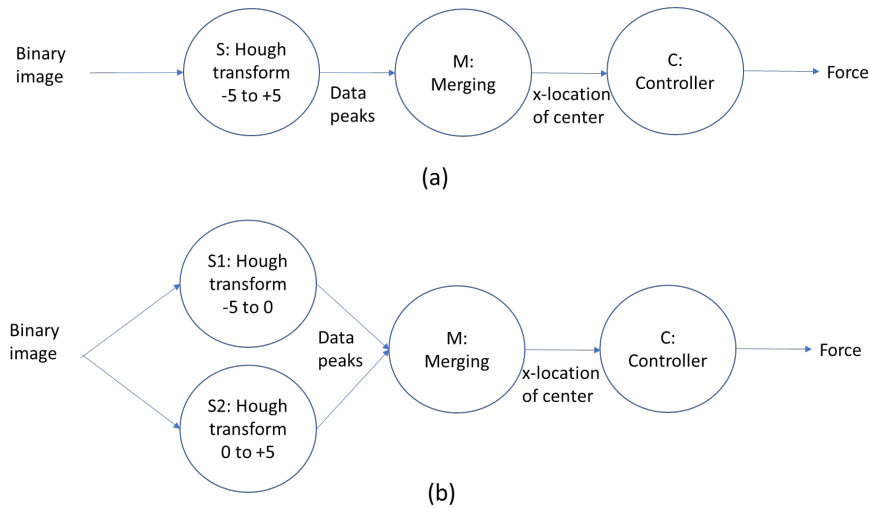 Binary
image
S: Hough
transform
-5 to +5
Data
peaks
M:
Merging
x-location
of center
C:
Controller
Force
(a)
Binary
image
S1: Hough
transform
-5 to 0
S2: Hough
transform
0 to +5
Data
peaks
M:
Merging
x-location
of center
C:
Controller
Force
(b)